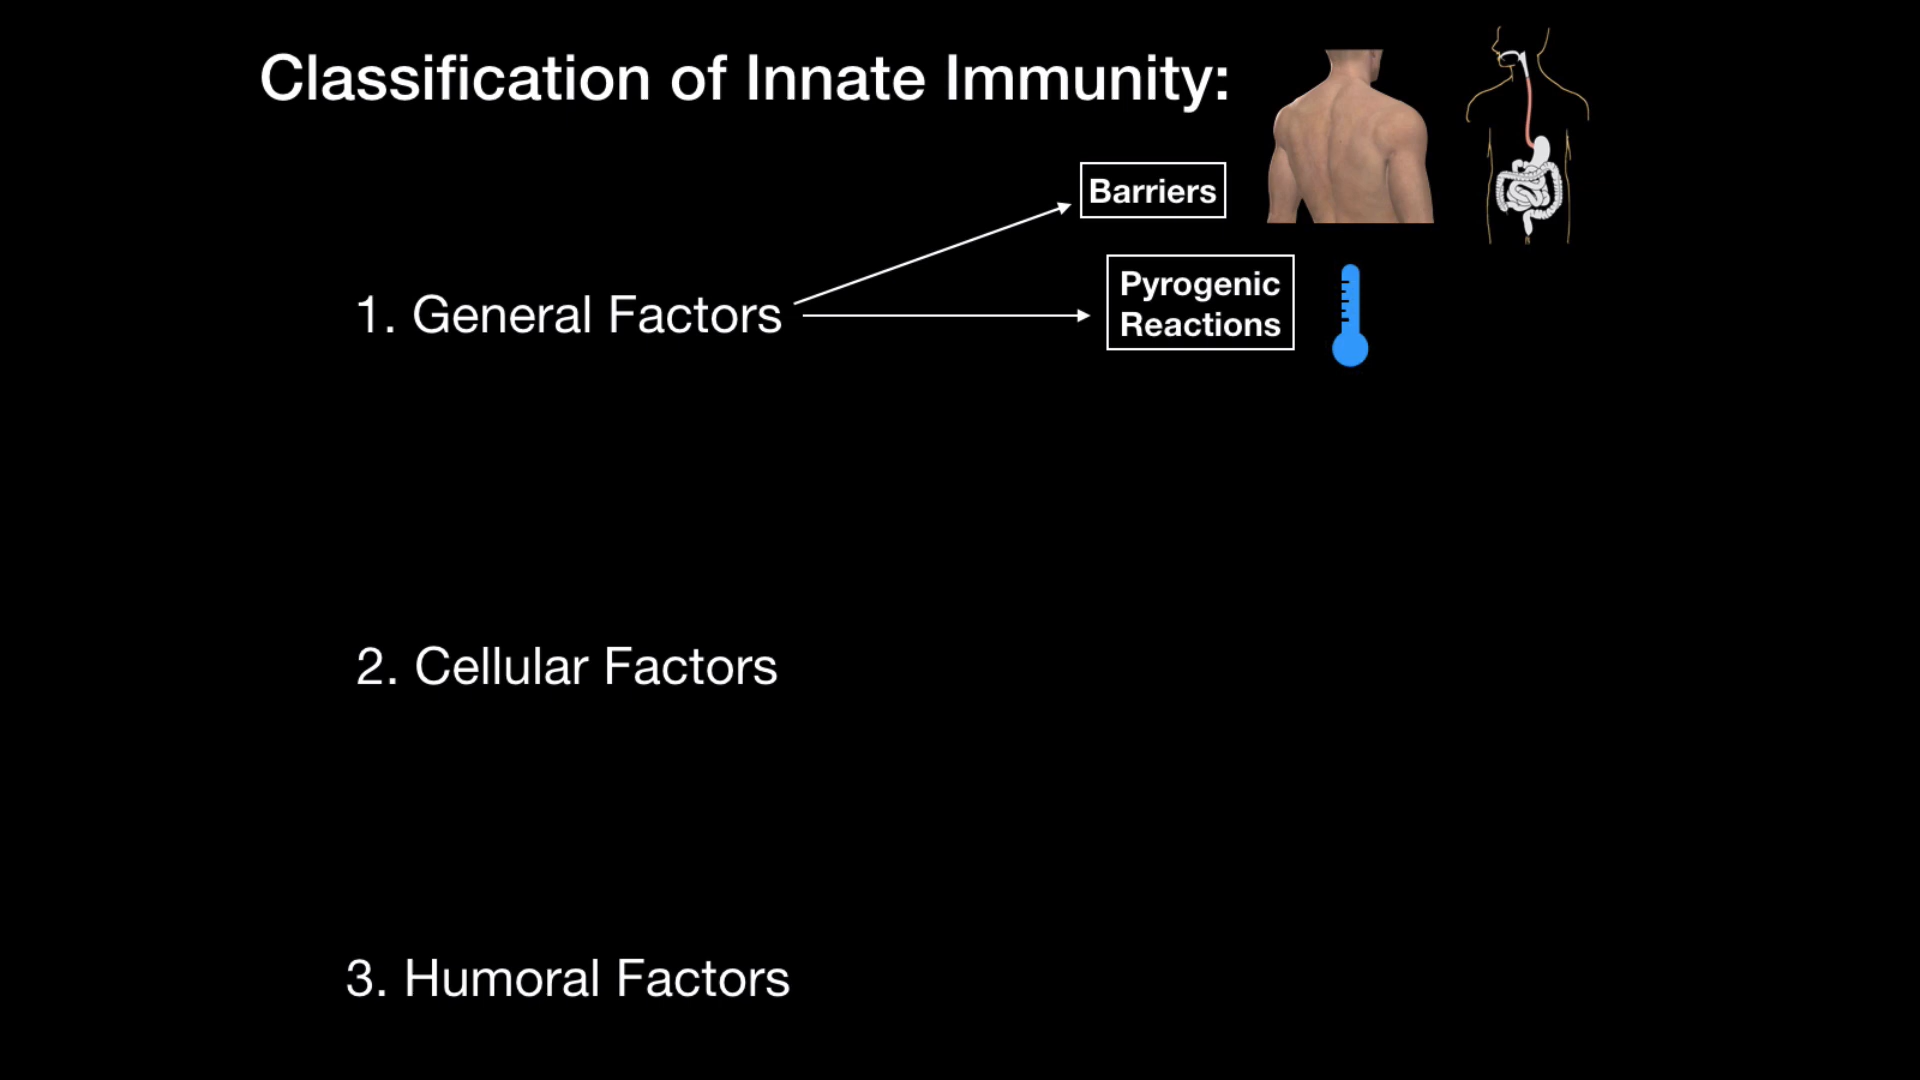 Classification of Innate Immunity:
Barriers
1. General Factors
Pyrogenic
Reactions
2. Cellular Factors
3. Humoral Factors